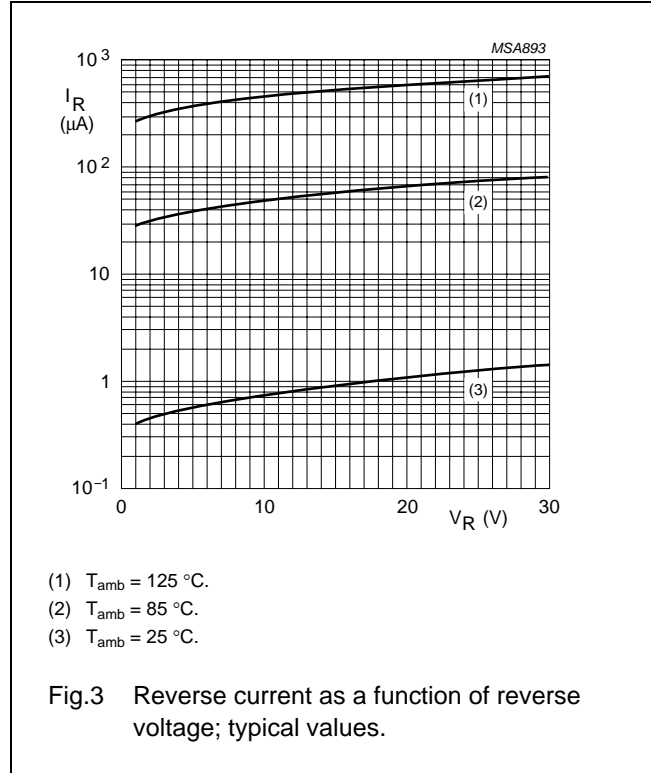 MSA893
10³
I_R
(μA)
(1)
10²
(2)
10
1
(3)
10⁻¹
0 10 20 V_R (V) 30
(1) T_amb = 125 °C.
(2) T_amb = 85 °C.
(3) T_amb = 25 °C.
Fig.3 Reverse current as a function of reverse
voltage; typical values.